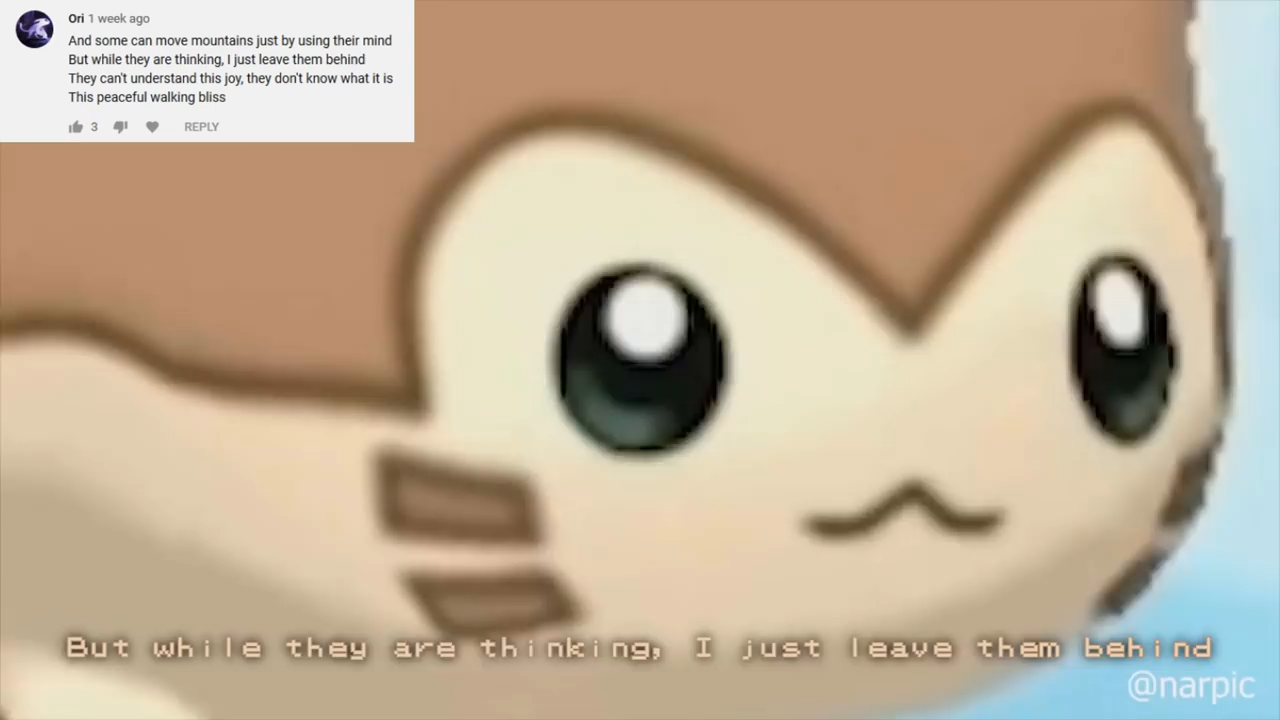 Ori 1 week ago
And some can move mountains just by using their mind
But while they are thinking, I just leave them behind
They can't understand this joy, they don't know what it is
This peaceful walking bliss
3 REPLY
But while they are thinking, I just leave them behind
@narpic